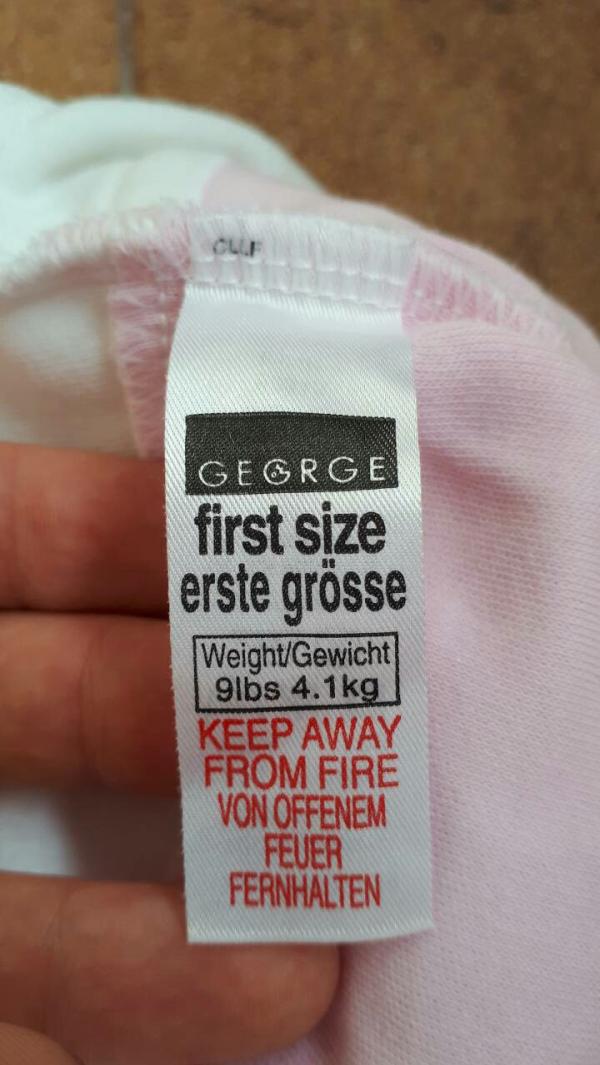 GEORGE
first size
erste grösse
Weight/Gewicht
9lbs 4.1kg
KEEP AWAY
FROM FIRE
VON OFFENEM
FEUER
FERNHALTEN